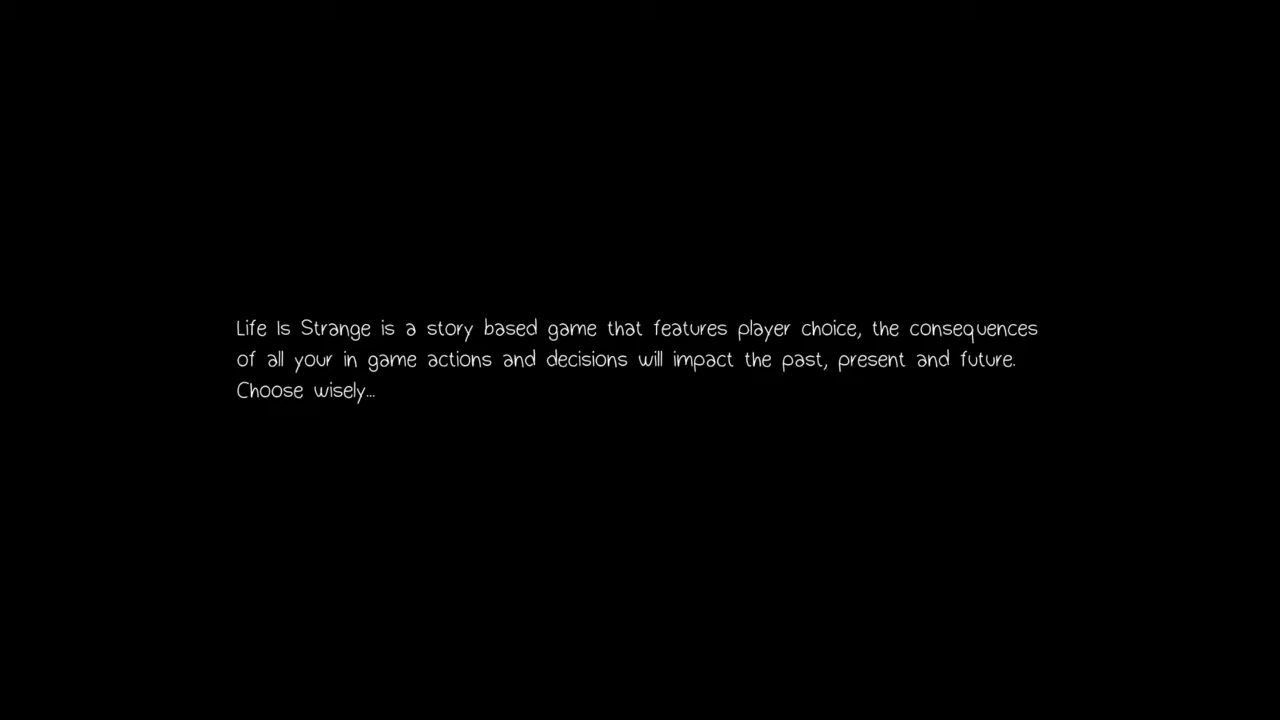 Life Is Strange is a story based game that features player choice, the consequences
of all your in game actions and decisions will impact the past, present and future.
Choose wisely...